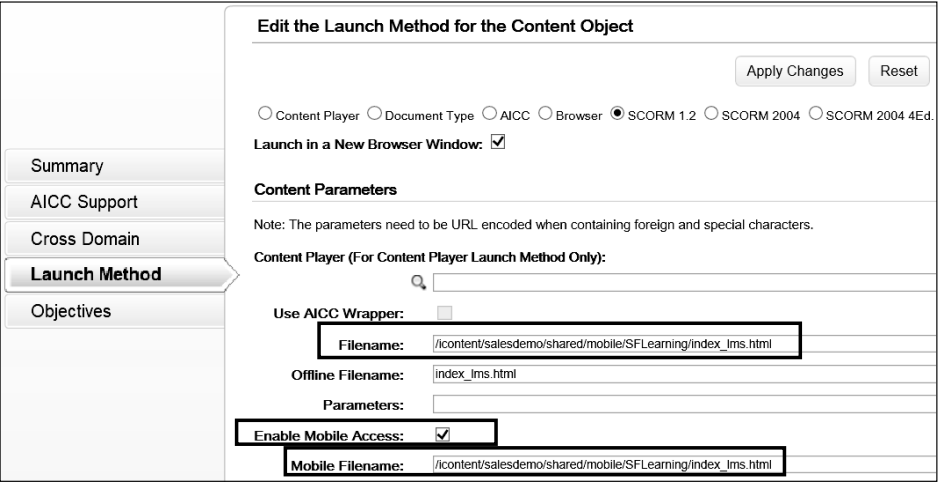 Edit the Launch Method for the Content Object
Apply Changes Reset
Content Player Document Type AICC Browser SCORM 1.2 SCORM 2004 SCORM 2004 4Ed.
Launch in a New Browser Window:
Summary
AICC Support
Cross Domain
Launch Method
Objectives
Content Parameters
Note: The parameters need to be URL encoded when containing foreign and special characters.
Content Player (For Content Player Launch Method Only):
Use AICC Wrapper:
Filename: /icontent/salesdemo/shared/mobile/SFLearning/index_lms.html
Offline Filename: index_lms.html
Parameters:
Enable Mobile Access:
Mobile Filename: /icontent/salesdemo/shared/mobile/SFLearning/index_lms.html